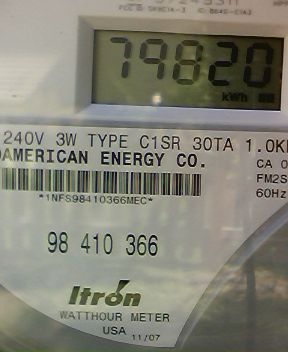 79820
kWh
240V 3W TYPE C1SR 30TA 1.0K
AMERICAN ENERGY CO.
CA 0
*1NFS98410366MEC*
FM2S
60Hz
98 410 366
Itron
WATTHOUR METER
USA 11/07